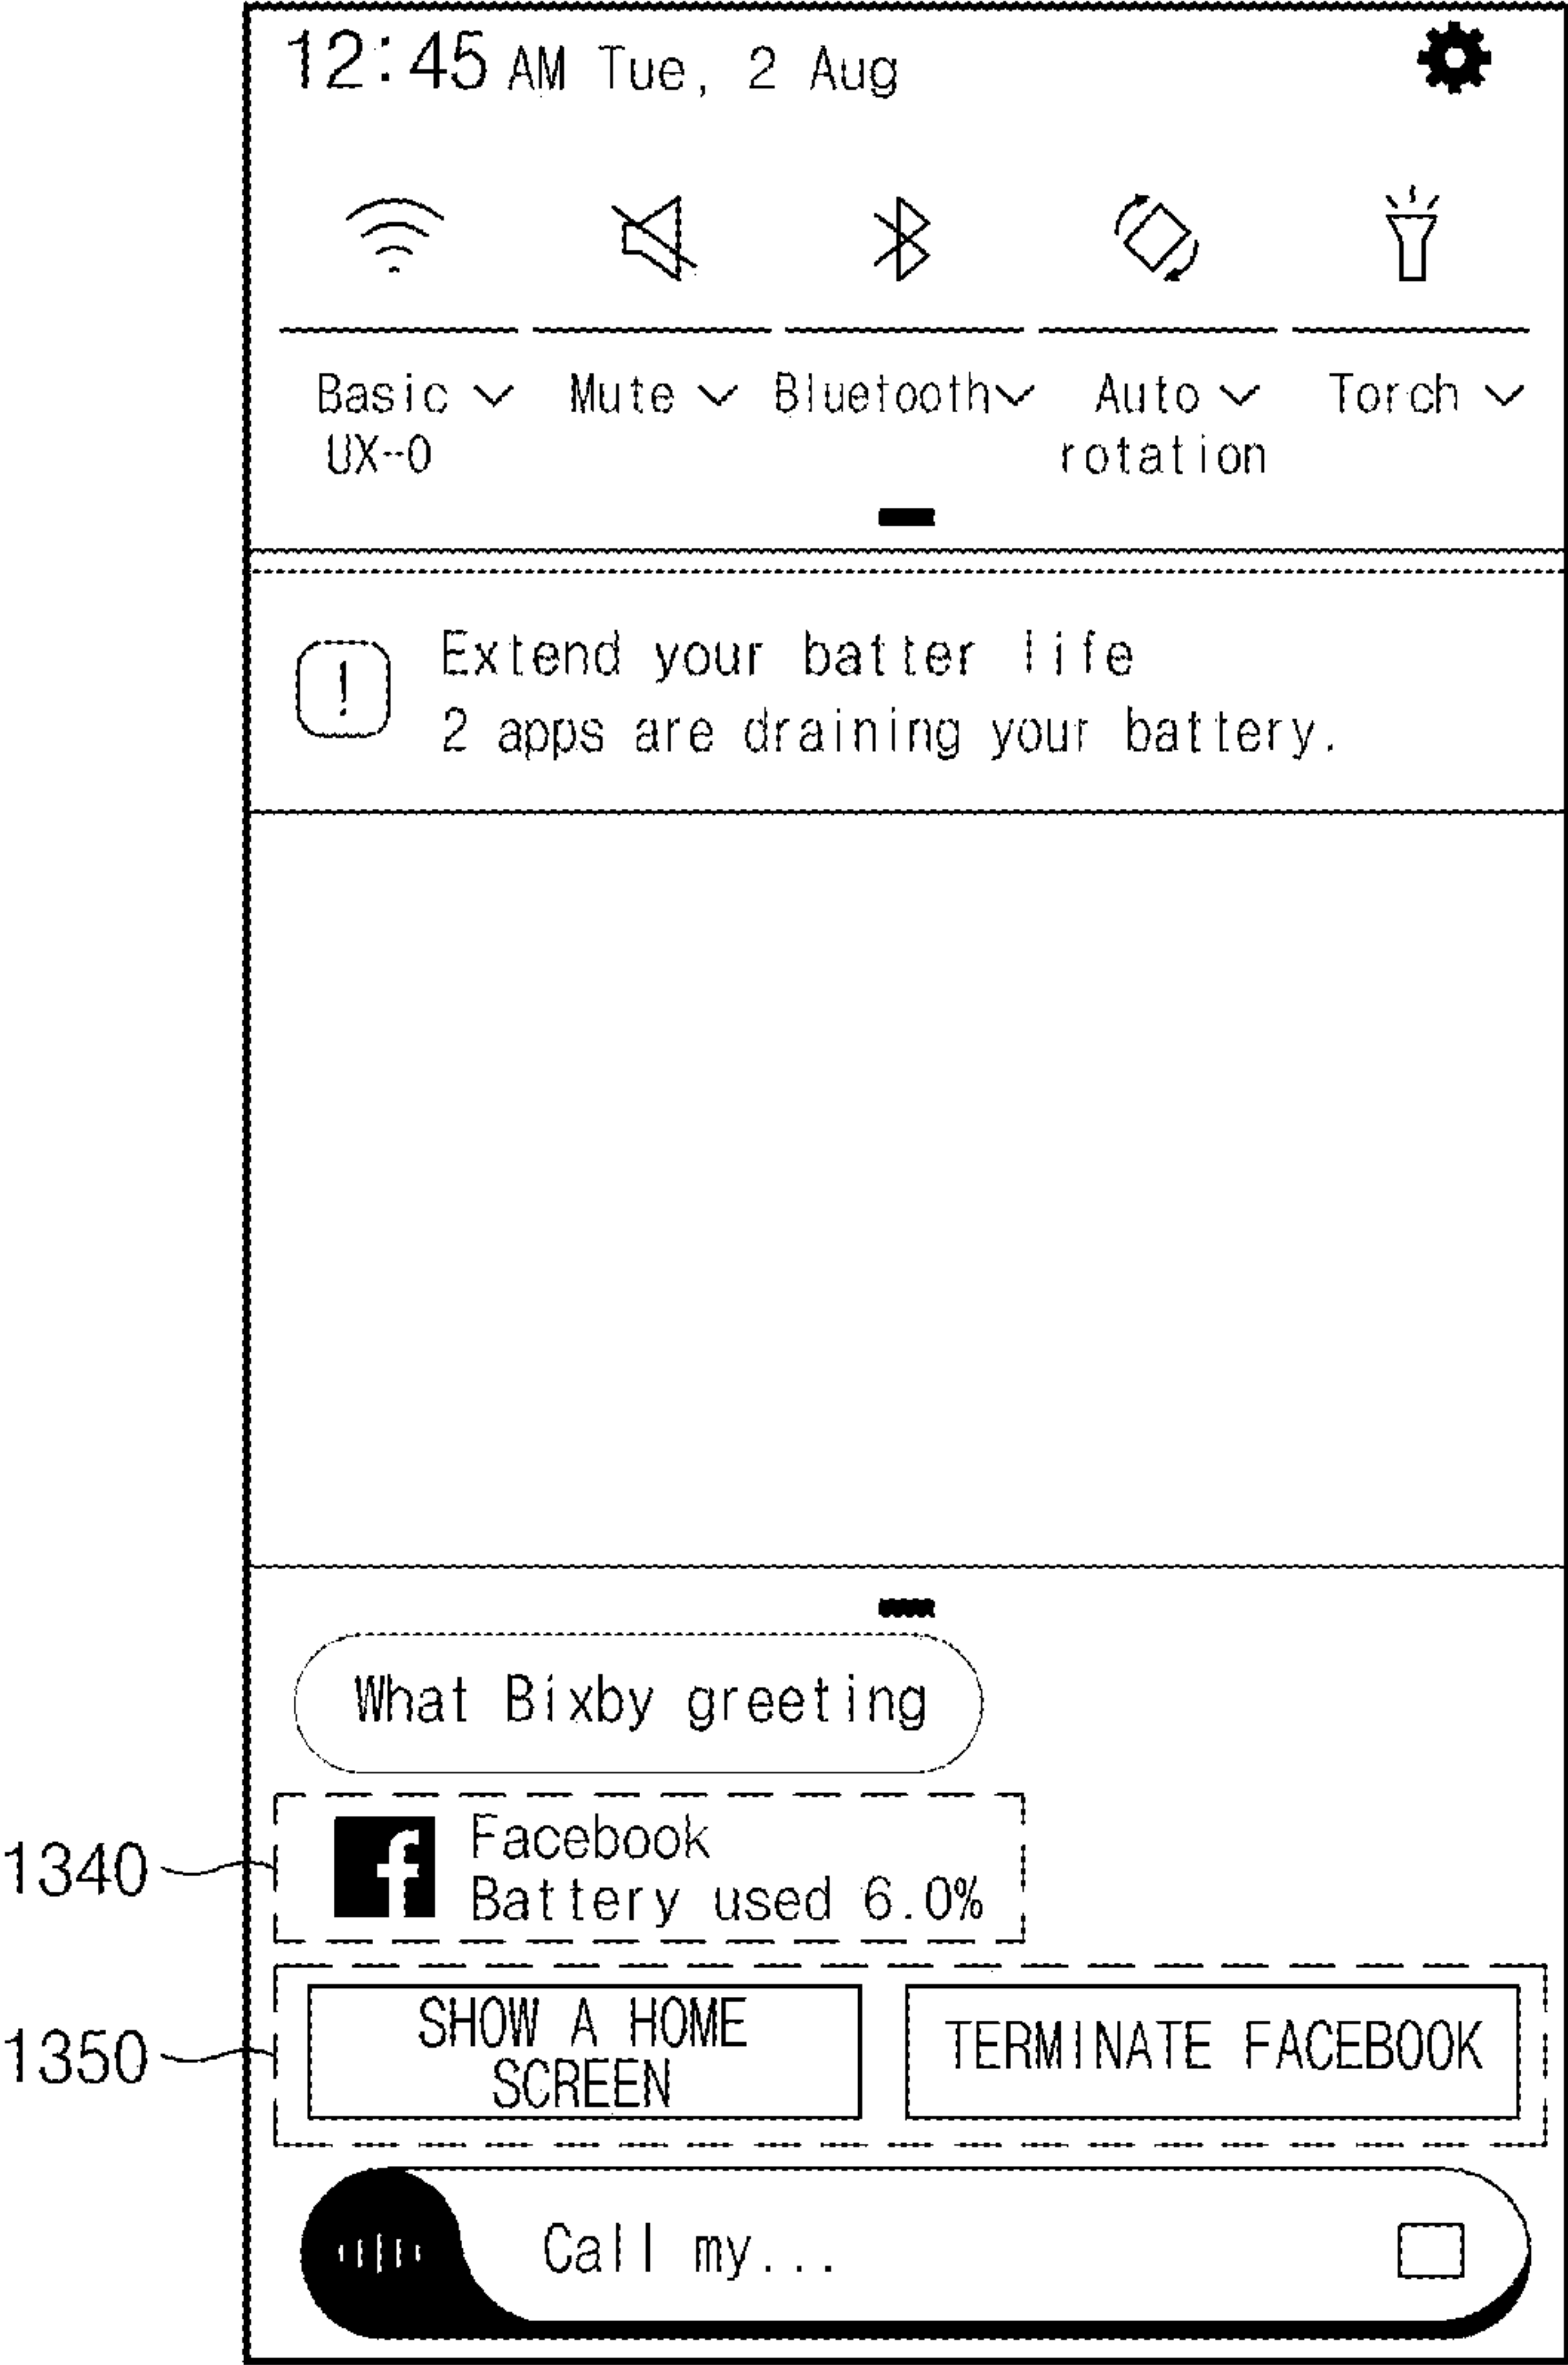 12:45 AM Tue, 2 Aug
Basic Mute Bluetooth Auto Torch
UX--0 rotation
!
Extend your batter life
2 apps are draining your battery.
What Bixby greeting
1340
f
Facebook
Battery used 6.0%
1350
SHOW A HOME
SCREEN
TERMINATE FACEBOOK
Call my...